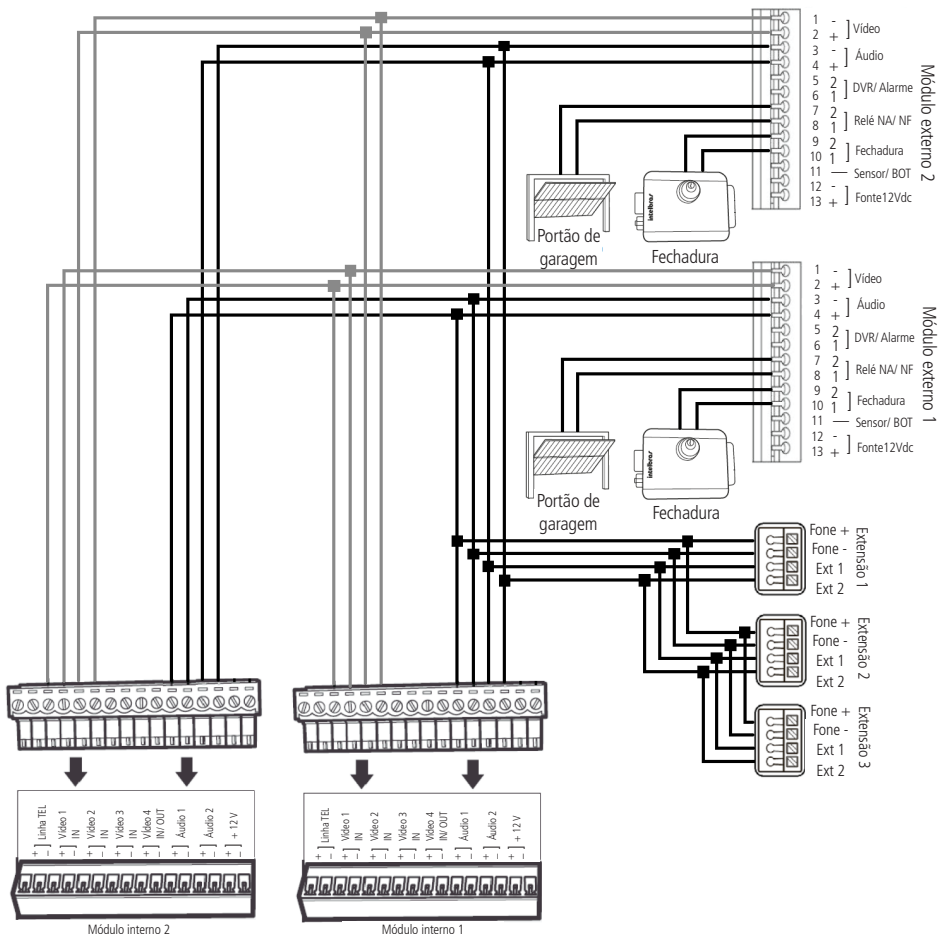 1 -
2 + ] Vídeo
3 -
4 + ] Áudio
5 2
6 1 ] DVR/ Alarme
7 2
8 1 ] Relé NA/ NF
9 2
10 1 ] Fechadura
11 — Sensor/ BOT
12 -
13 + ] Fonte12Vdc
Módulo externo 2
Portão de
garagem
intelbras
Fechadura
1 -
2 + ] Vídeo
3 -
4 + ] Áudio
5 2
6 1 ] DVR/ Alarme
7 2
8 1 ] Relé NA/ NF
9 2
10 1 ] Fechadura
11 — Sensor/ BOT
12 -
13 + ] Fonte12Vdc
Módulo externo 1
Portão de
garagem
intelbras
Fechadura
Fone +
Fone -
Ext 1
Ext 2
Extensão 1
Fone +
Fone -
Ext 1
Ext 2
Extensão 2
Fone +
Fone -
Ext 1
Ext 2
Extensão 3
+ – ] Linha TEL
+ – ] Vídeo 1 IN
+ – ] Vídeo 2 IN
+ – ] Vídeo 3 IN
+ – ] Vídeo 4 IN/ OUT
+ – ] Áudio 1
+ – ] Áudio 2
+ – ] + 12 V
Módulo interno 2
+ – ] Linha TEL
+ – ] Vídeo 1 IN
+ – ] Vídeo 2 IN
+ – ] Vídeo 3 IN
+ – ] Vídeo 4 IN/ OUT
+ – ] Áudio 1
+ – ] Áudio 2
+ – ] + 12 V
Módulo interno 1